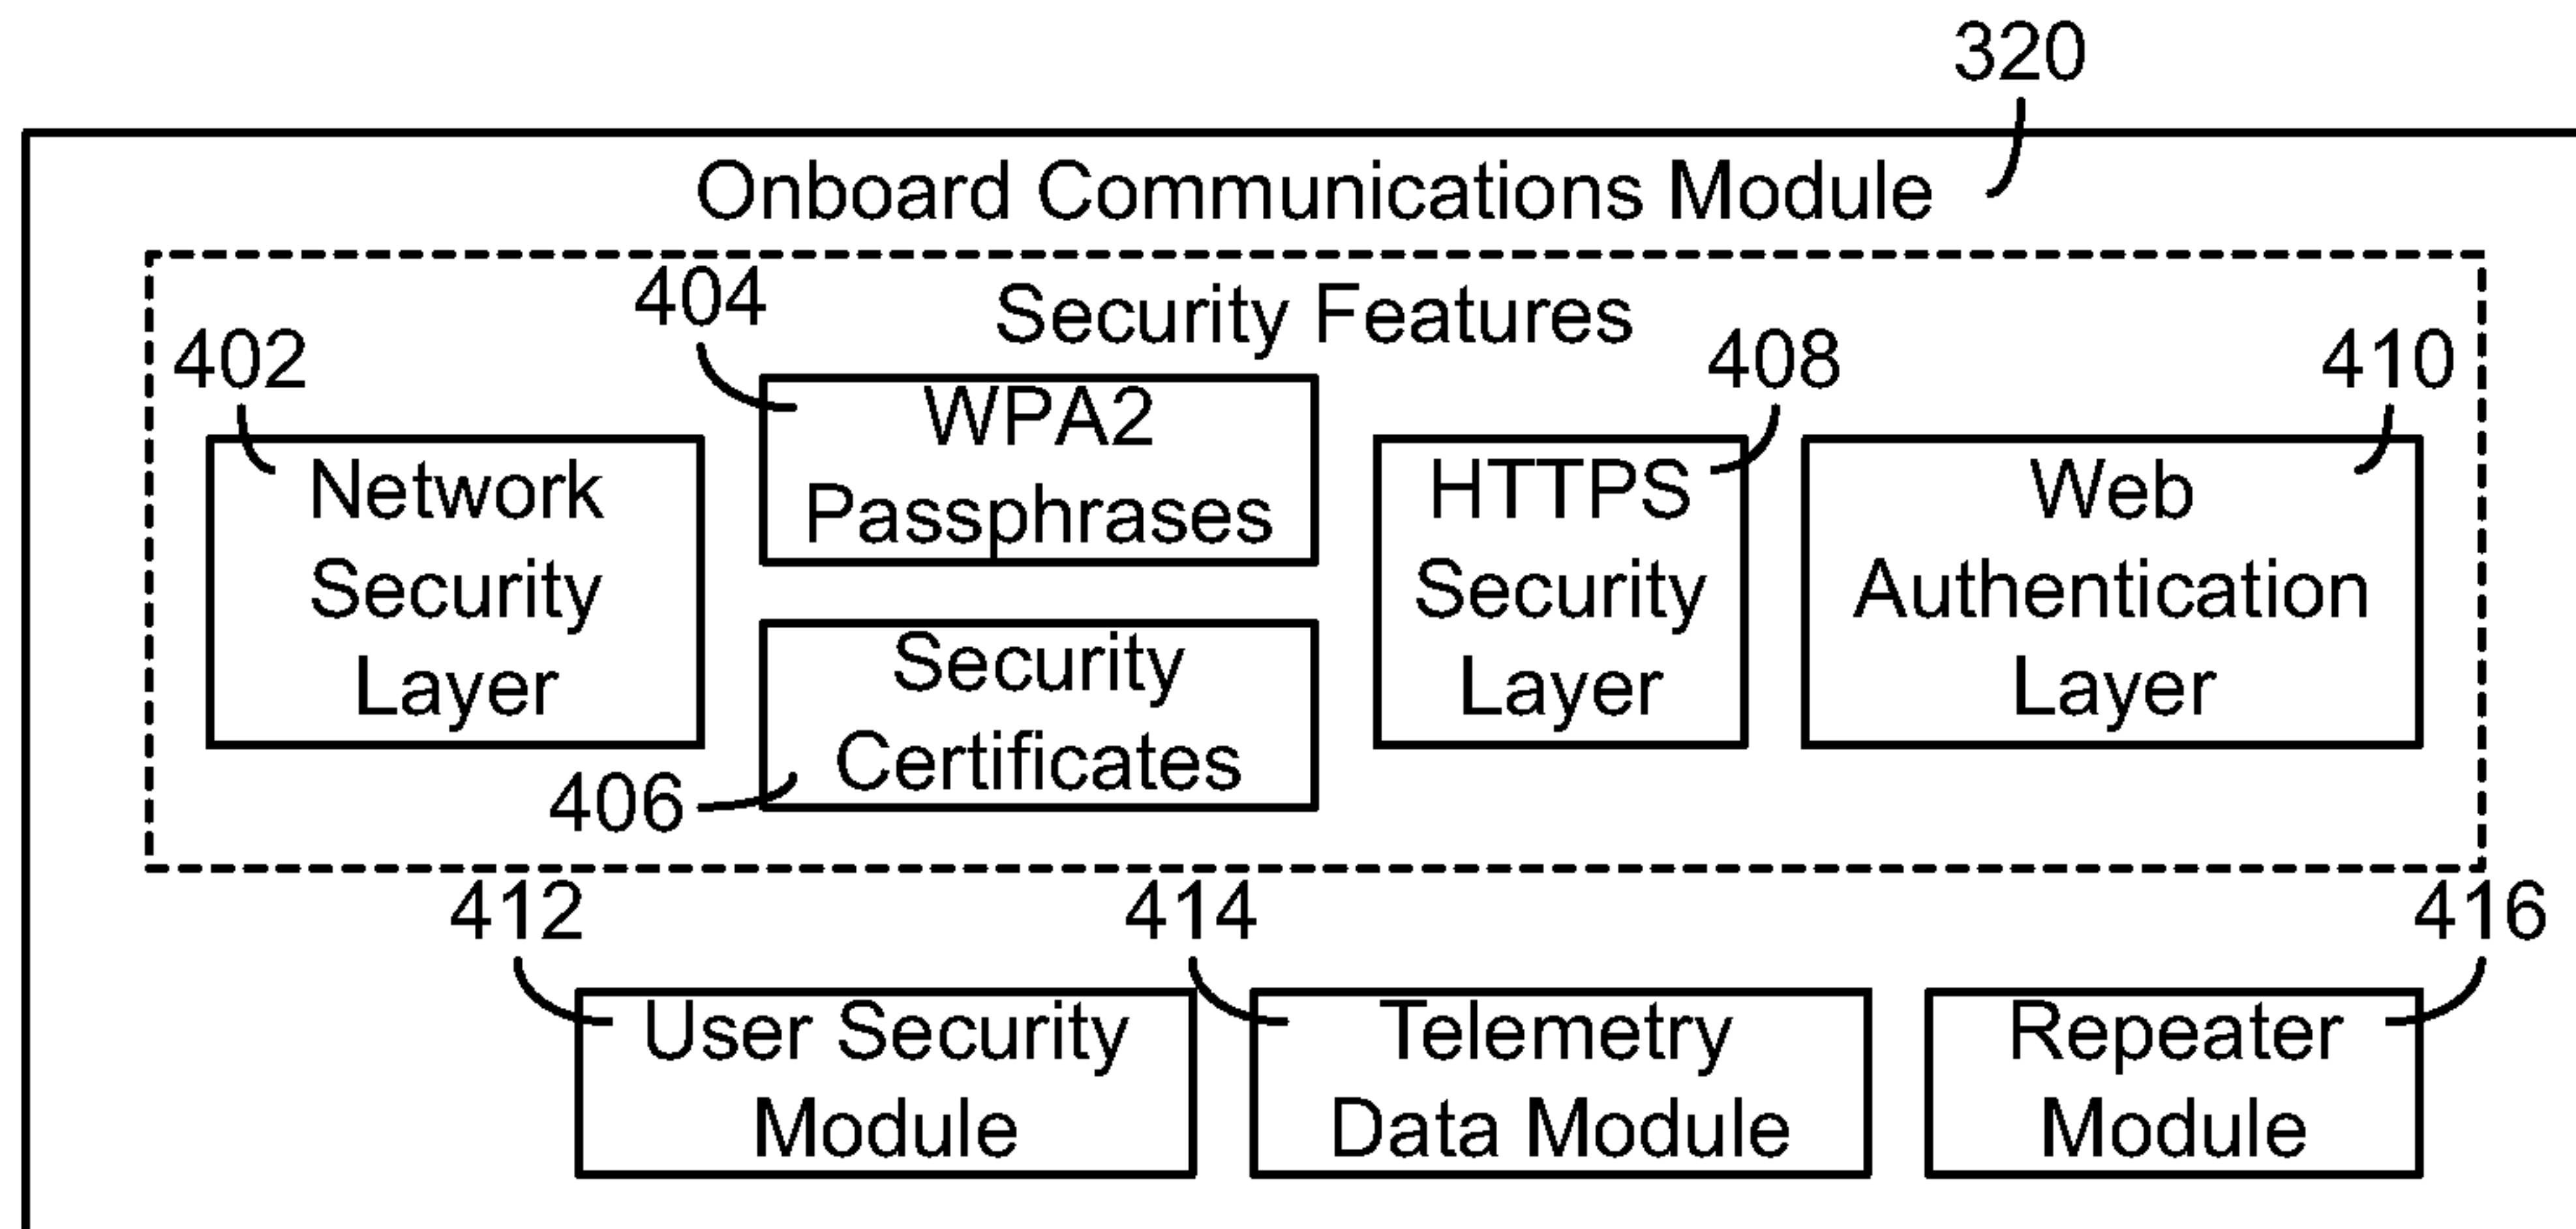 320
Onboard Communications Module
Security Features
402
Network
Security
Layer
404
WPA2
Passphrases
406
Security
Certificates
408
HTTPS
Security
Layer
410
Web
Authentication
Layer
412
User Security
Module
414
Telemetry
Data Module
416
Repeater
Module